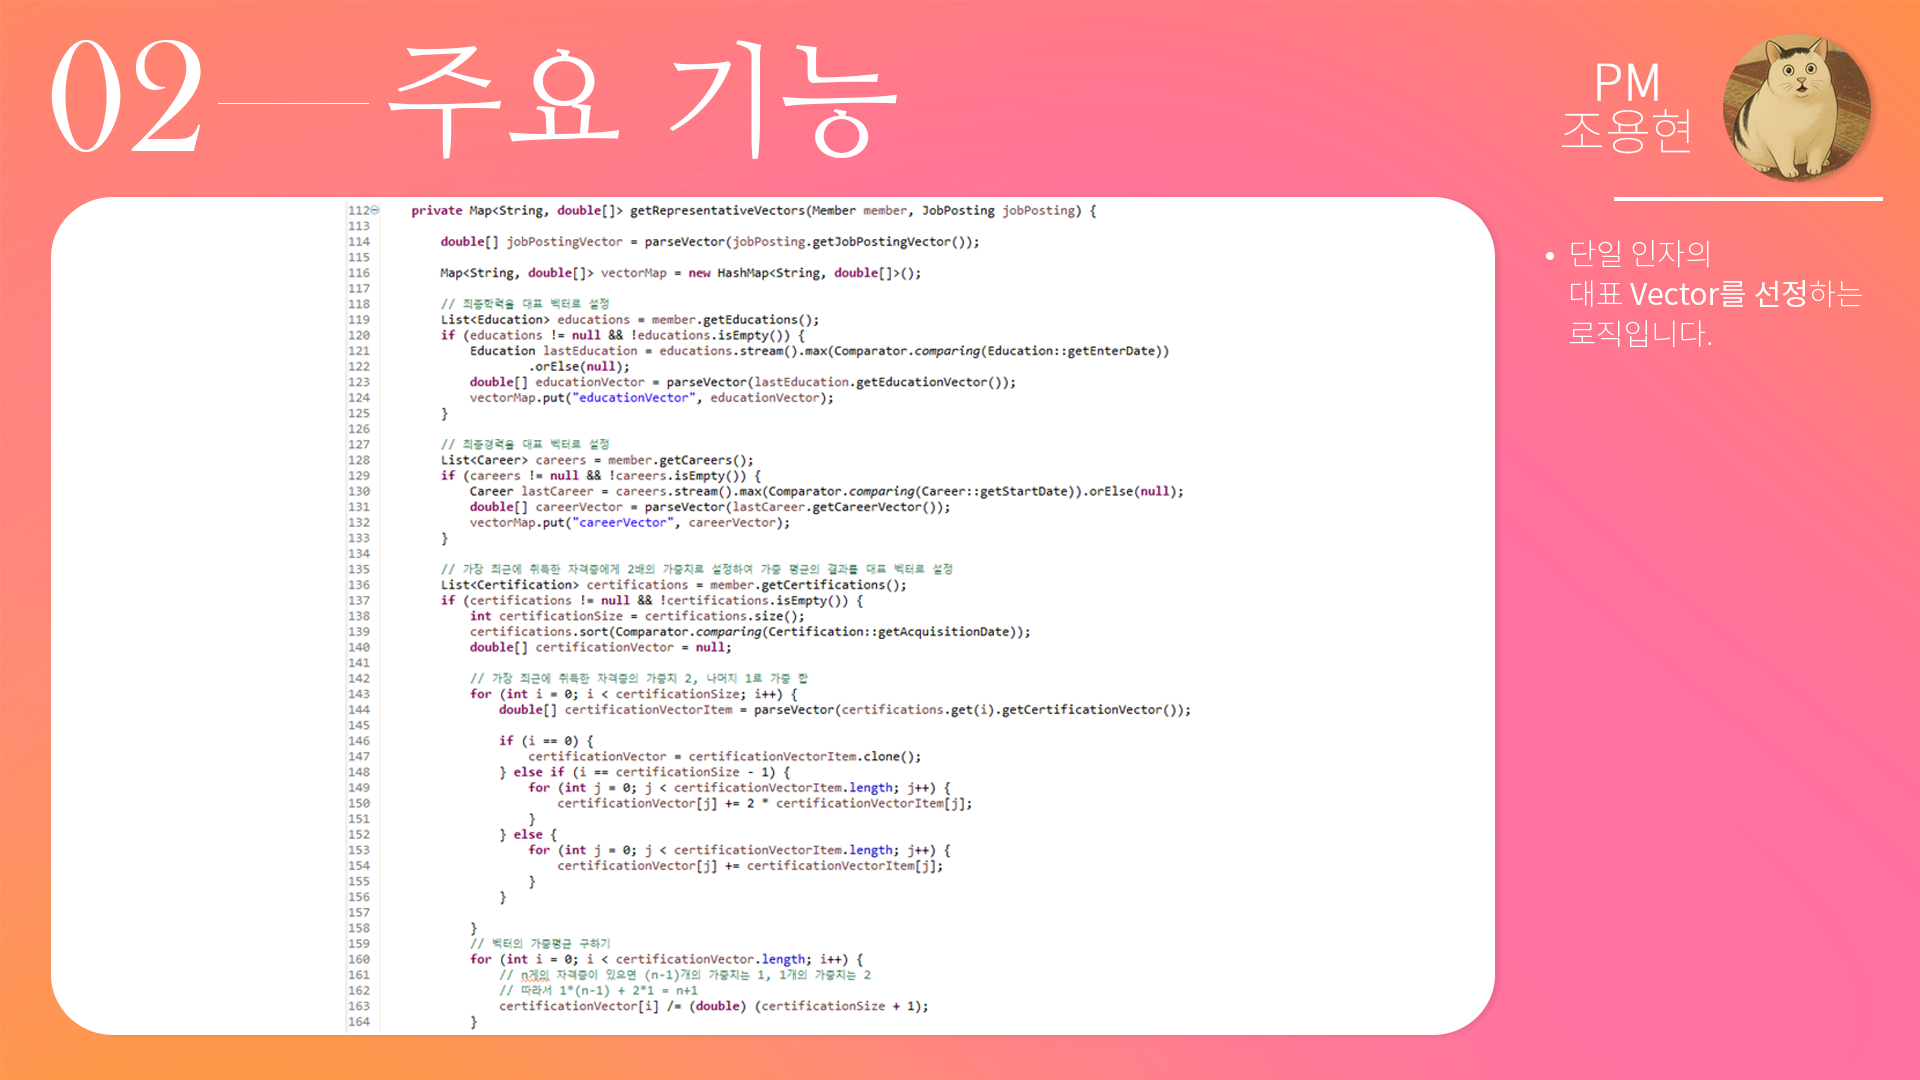 02 주요 기능
PM
조용현
• 단일 인자의
대표 Vector를 선정하는
로직입니다.
112 private Map<String, double[]> getRepresentativeVectors(Member member, JobPosting jobPosting) {
113
114 double[] jobPostingVector = parseVector(jobPosting.getJobPostingVector());
115
116 Map<String, double[]> vectorMap = new HashMap<String, double[]>();
117
118 // 최종학력을 대표 벡터로 설정
119 List<Education> educations = member.getEducations();
120 if (educations != null && !educations.isEmpty()) {
121 Education lastEducation = educations.stream().max(Comparator.comparing(Education::getEnterDate))
122 .orElse(null);
123 double[] educationVector = parseVector(lastEducation.getEducationVector());
124 vectorMap.put("educationVector", educationVector);
125 }
126
127 // 최종경력을 대표 벡터로 설정
128 List<Career> careers = member.getCareers();
129 if (careers != null && !careers.isEmpty()) {
130 Career lastCareer = careers.stream().max(Comparator.comparing(Career::getStartDate)).orElse(null);
131 double[] careerVector = parseVector(lastCareer.getCareerVector());
132 vectorMap.put("careerVector", careerVector);
133 }
134
135 // 가장 최근에 취득한 자격증에게 2배의 가중치로 설정하여 가중 평균의 결과를 대표 벡터로 설정
136 List<Certification> certifications = member.getCertifications();
137 if (certifications != null && !certifications.isEmpty()) {
138 int certificationSize = certifications.size();
139 certifications.sort(Comparator.comparing(Certification::getAcquisitionDate));
140 double[] certificationVector = null;
141
142 // 가장 최근에 취득한 자격증의 가중치 2, 나머지 1로 가중 합
143 for (int i = 0; i < certificationSize; i++) {
144 double[] certificationVectorItem = parseVector(certifications.get(i).getCertificationVector());
145
146 if (i == 0) {
147 certificationVector = certificationVectorItem.clone();
148 } else if (i == certificationSize - 1) {
149 for (int j = 0; j < certificationVectorItem.length; j++) {
150 certificationVector[j] += 2 * certificationVectorItem[j];
151 }
152 } else {
153 for (int j = 0; j < certificationVectorItem.length; j++) {
154 certificationVector[j] += certificationVectorItem[j];
155 }
156 }
157
158 }
159 // 벡터의 가중평균 구하기
160 for (int i = 0; i < certificationVector.length; i++) {
161 // n게의 자격증이 있으면 (n-1)개의 가중치는 1, 1개의 가중치는 2
162 // 따라서 1*(n-1) + 2*1 = n+1
163 certificationVector[i] /= (double) (certificationSize + 1);
164 }